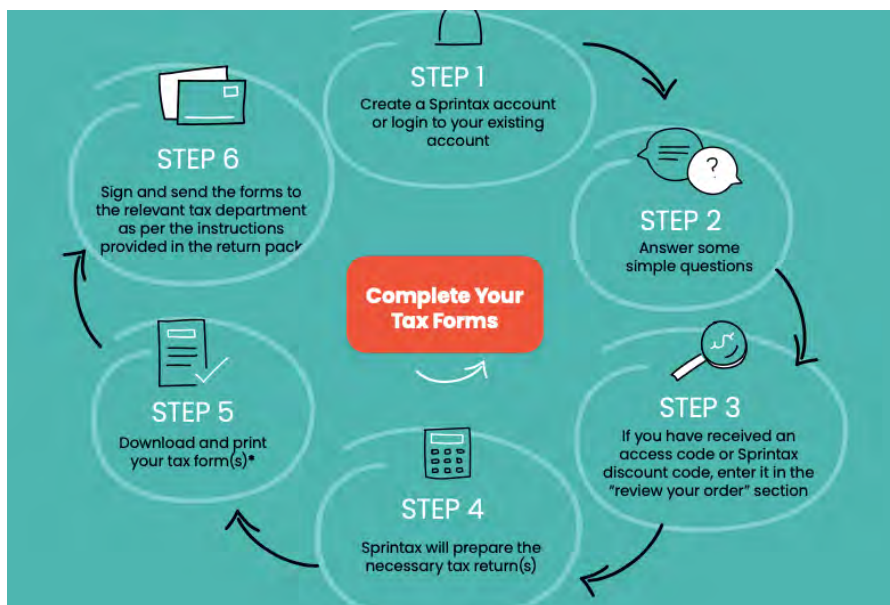 STEP 1
Create a Sprintax account
or login to your existing
account
STEP 2
Answer some
simple questions
STEP 3
If you have received an
access code or Sprintax
discount code, enter it in the
“review your order” section
STEP 4
Sprintax will prepare the
necessary tax return(s)
STEP 5
Download and print
your tax form(s)*
STEP 6
Sign and send the forms to
the relevant tax department
as per the instructions
provided in the return pack
Complete Your
Tax Forms
?